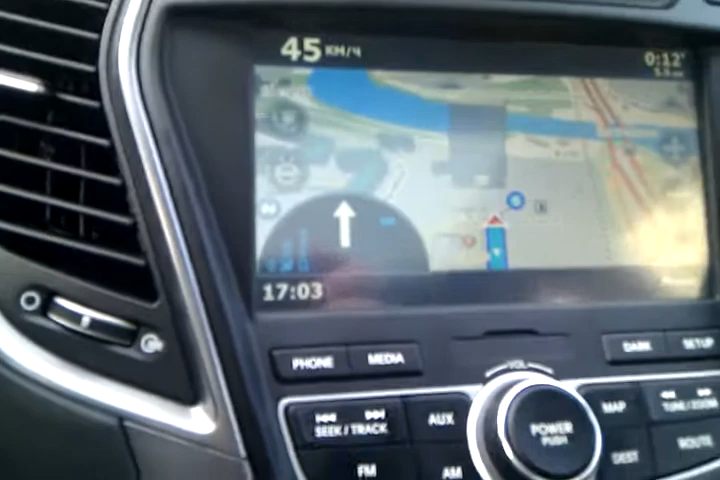 45 КМ/Ч
0:12'
17:03
PHONE
MEDIA
DARK
SETUP
VOL
SEEK / TRACK
AUX
POWER
PUSH
MAP
TUNE / ZOOM
FM
AM
DEST
ROUTE